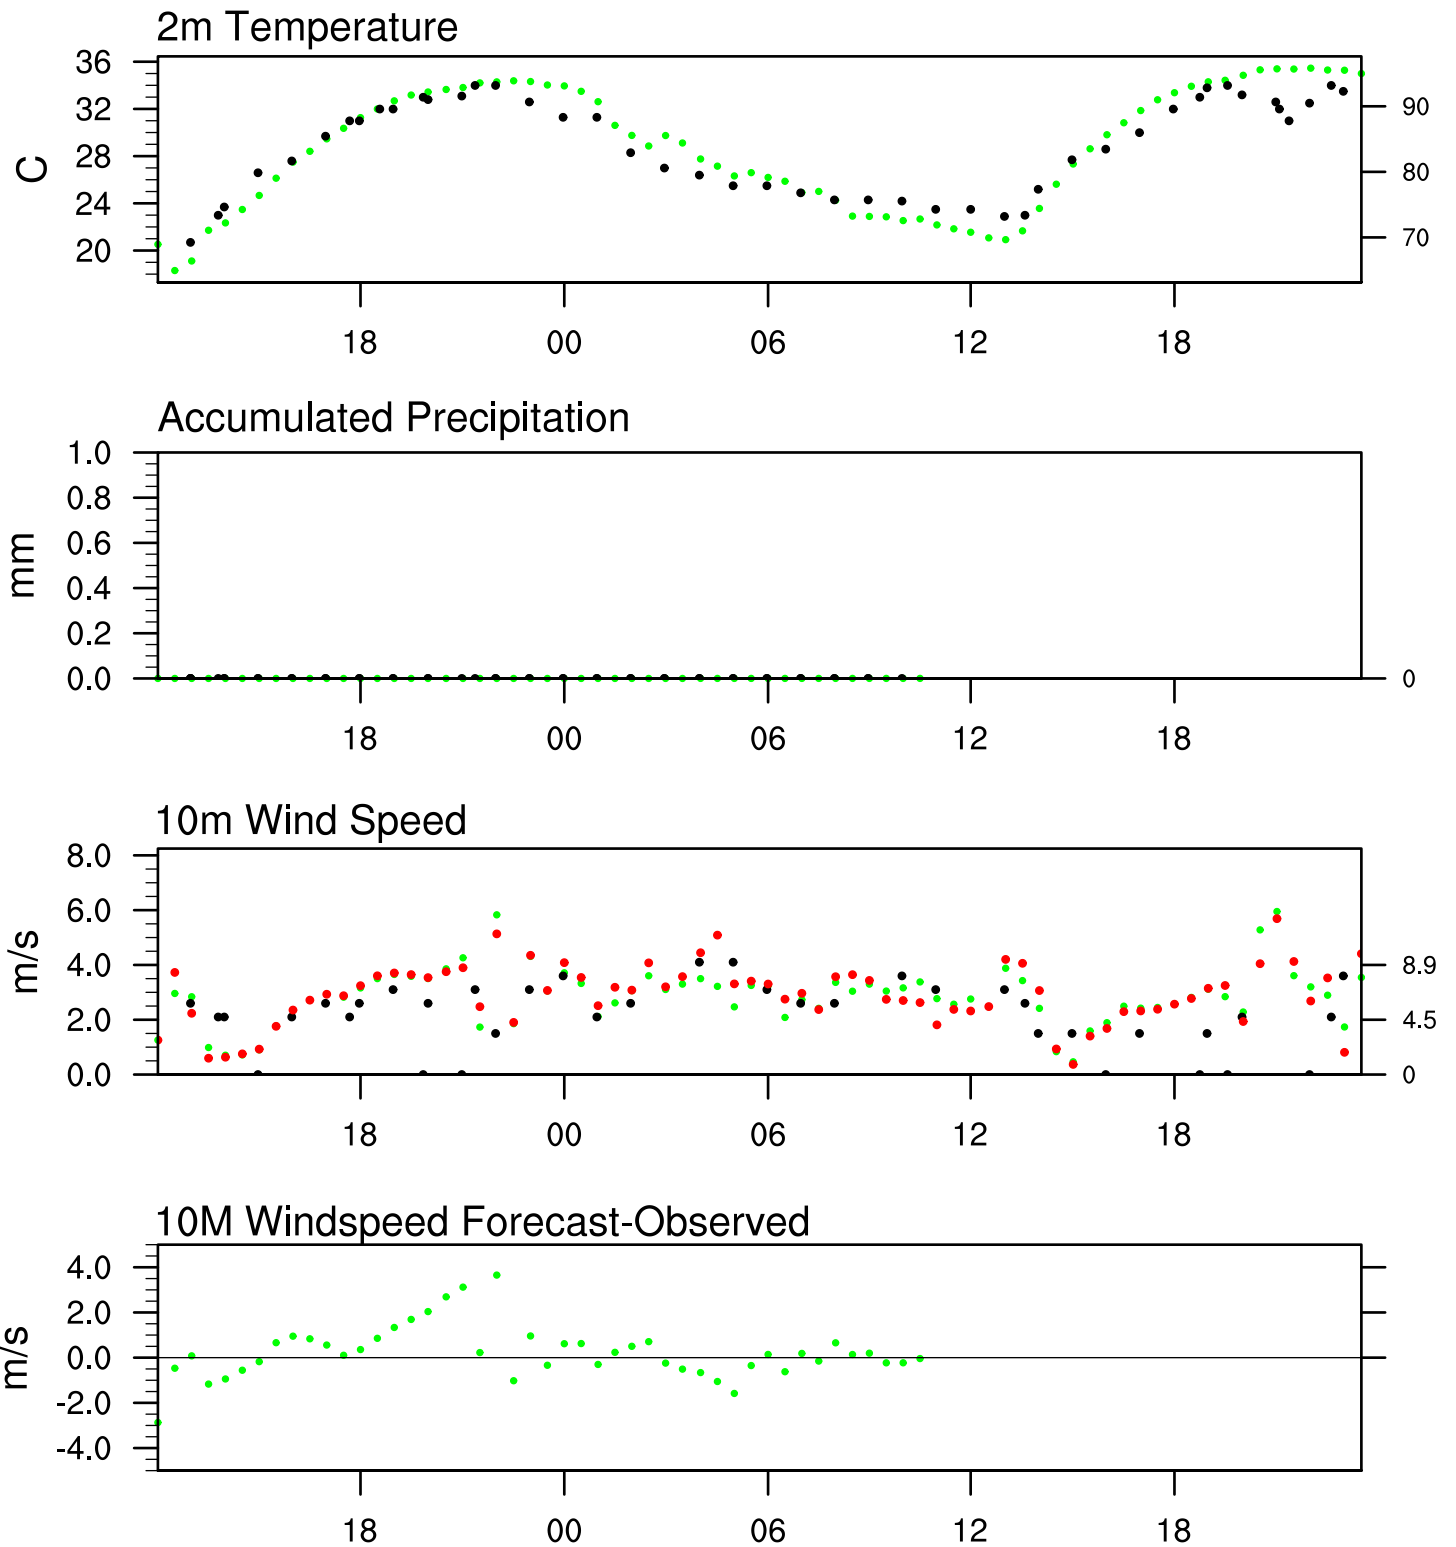 2m Temperature
36
32
28
24
20
C
90
80
70
18 00 06 12 18
Accumulated Precipitation
1.0
0.8
0.6
0.4
0.2
0.0
mm
0
18 00 06 12 18
10m Wind Speed
8.0
6.0
4.0
2.0
0.0
m/s
8.9
4.5
0
18 00 06 12 18
10M Windspeed Forecast-Observed
4.0
2.0
0.0
-2.0
-4.0
m/s
18 00 06 12 18